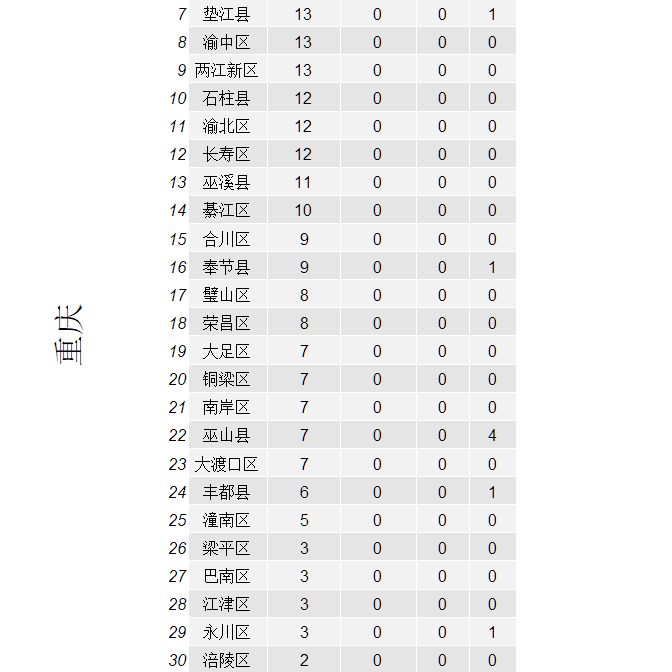 7 垫江县 13 0 0 1
8 渝中区 13 0 0 0
9 两江新区 13 0 0 0
10 石柱县 12 0 0 0
11 渝北区 12 0 0 0
12 长寿区 12 0 0 0
13 巫溪县 11 0 0 0
14 綦江区 10 0 0 0
15 合川区 9 0 0 0
16 奉节县 9 0 0 1
17 璧山区 8 0 0 0
18 荣昌区 8 0 0 0
重庆
19 大足区 7 0 0 0
20 铜梁区 7 0 0 0
21 南岸区 7 0 0 0
22 巫山县 7 0 0 4
23 大渡口区 7 0 0 0
24 丰都县 6 0 0 1
25 潼南区 5 0 0 0
26 梁平区 3 0 0 0
27 巴南区 3 0 0 0
28 江津区 3 0 0 0
29 永川区 3 0 0 1
30 涪陵区 2 0 0 0